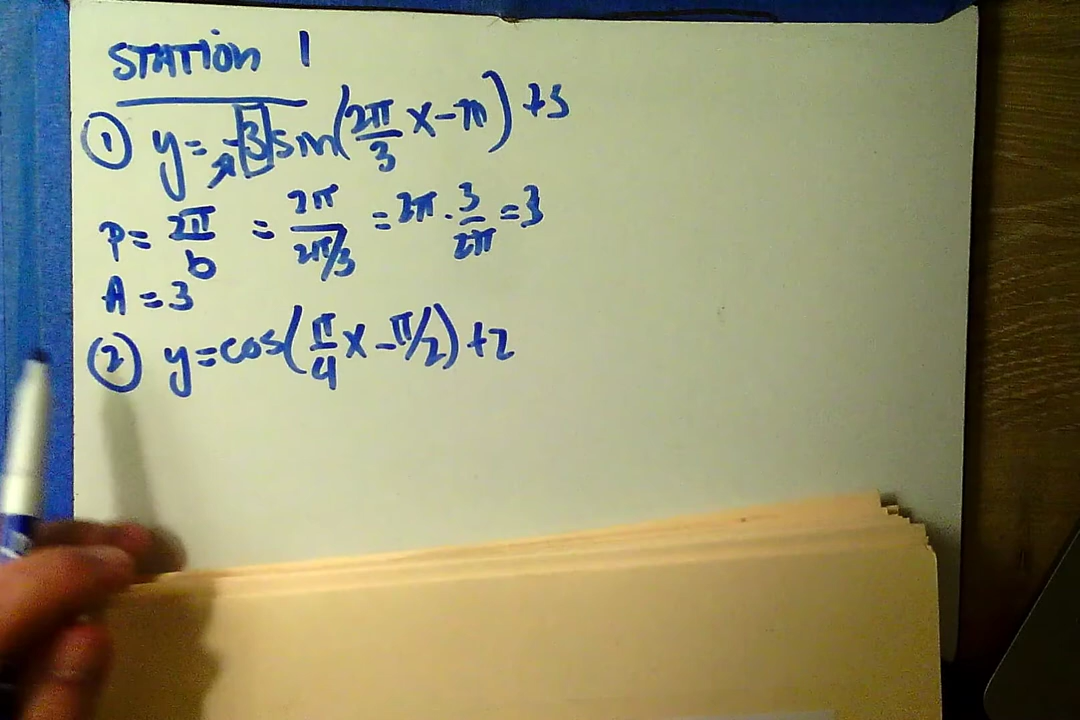 STATION 1
① y = -3 sin(2π/3 x - π) + 3
P = 2π/b = 2π/2π/3 = 2π · 3/2π = 3
A = 3
② y = cos(π/4 x - π/2) + 2